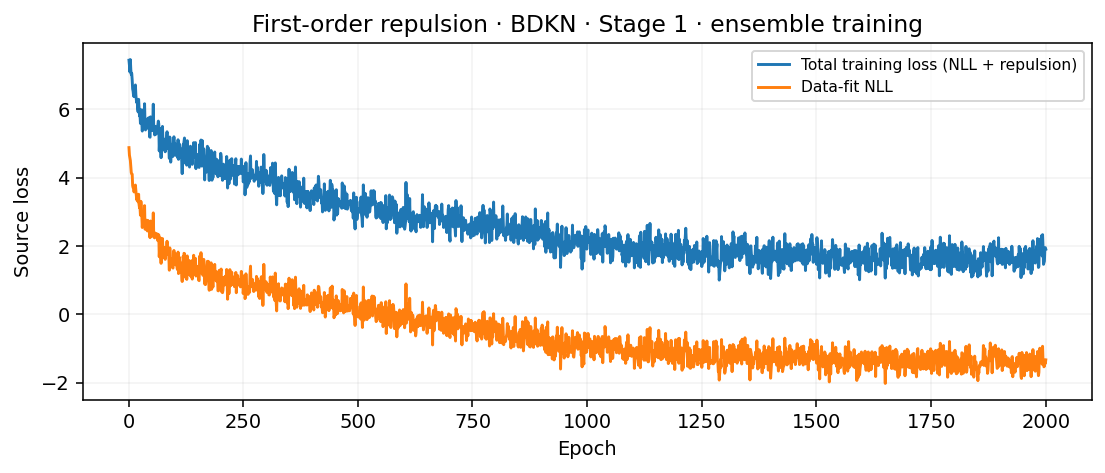 First-order repulsion · BDKN · Stage 1 · ensemble training
Total training loss (NLL + repulsion)
Data-fit NLL
Source loss
6
4
2
0
−2
0 250 500 750 1000 1250 1500 1750 2000
Epoch